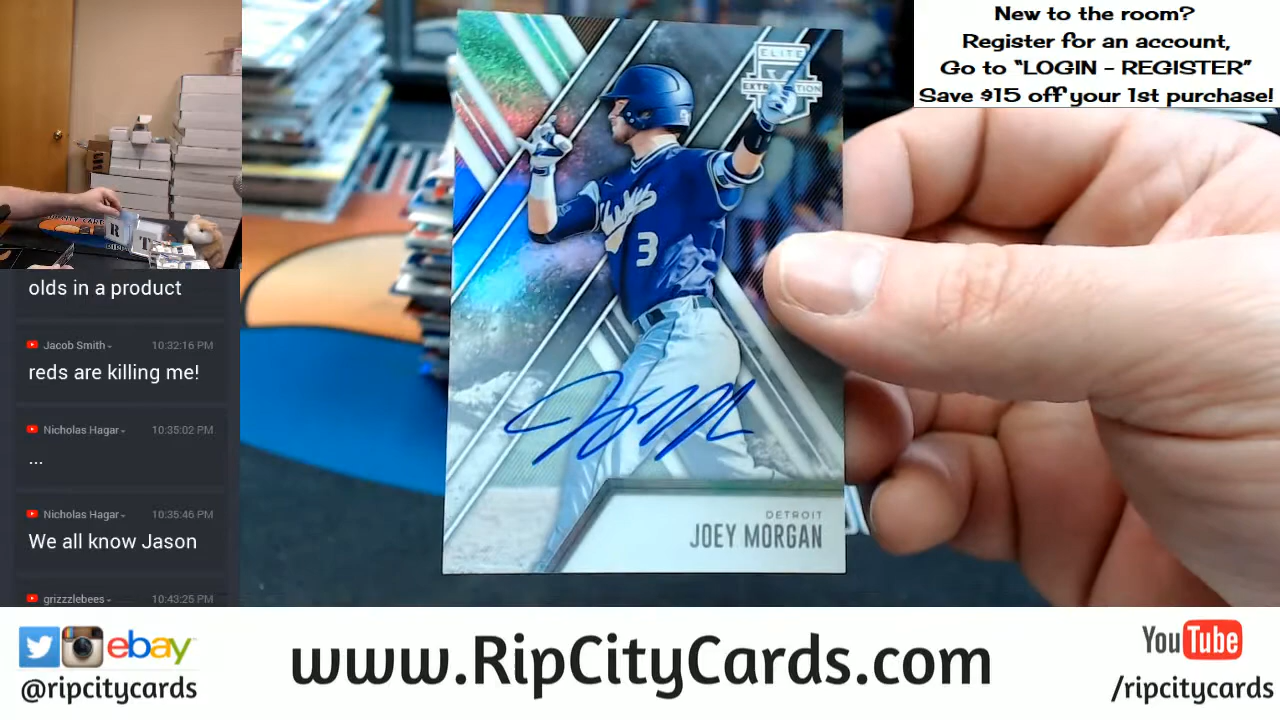 New to the room?
Register for an account,
Go to "LOGIN - REGISTER"
Save $15 off your 1st purchase!
ELITE
EXTRA EDITION
Huskies
3
DETROIT
JOEY MORGAN
R
T
olds in a product
Jacob Smith
10:32:16 PM
reds are killing me!
Nicholas Hagar
10:35:02 PM
...
Nicholas Hagar
10:35:46 PM
We all know Jason
grizzzlebees
10:43:25 PM
ebay
@ripcitycards
www.RipCityCards.com
YouTube
/ripcitycards